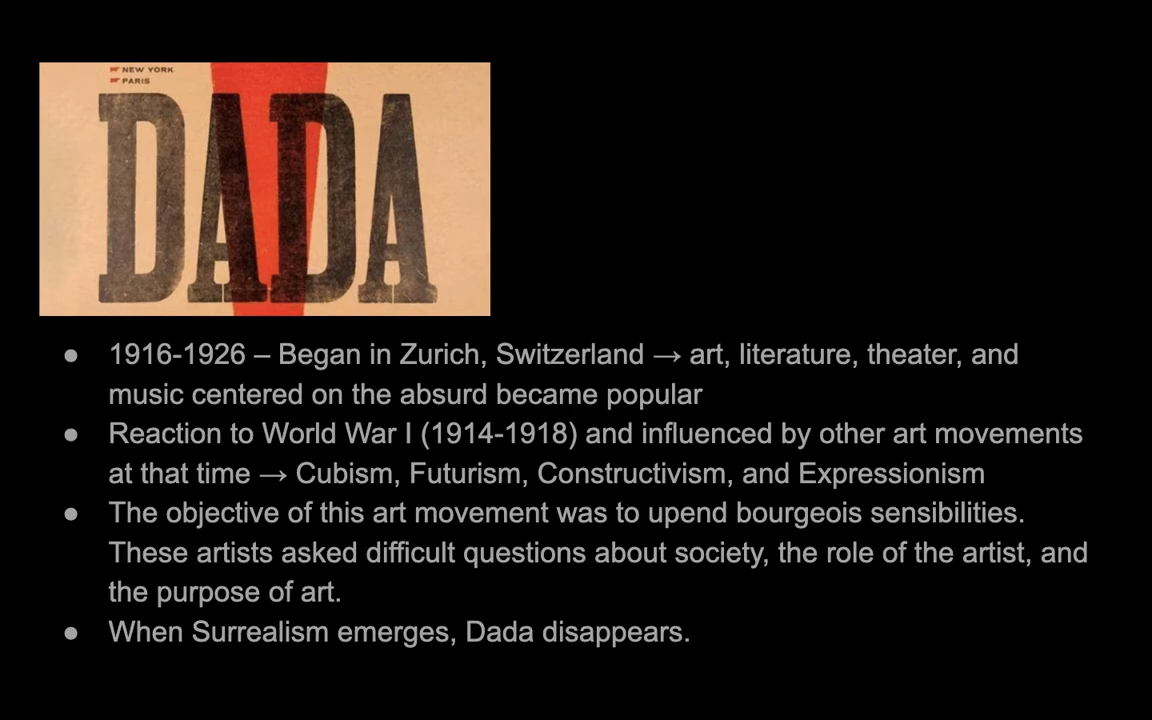 NEW YORK
PARIS
DADA
● 1916-1926 – Began in Zurich, Switzerland → art, literature, theater, and
music centered on the absurd became popular
● Reaction to World War I (1914-1918) and influenced by other art movements
at that time → Cubism, Futurism, Constructivism, and Expressionism
● The objective of this art movement was to upend bourgeois sensibilities.
These artists asked difficult questions about society, the role of the artist, and
the purpose of art.
● When Surrealism emerges, Dada disappears.